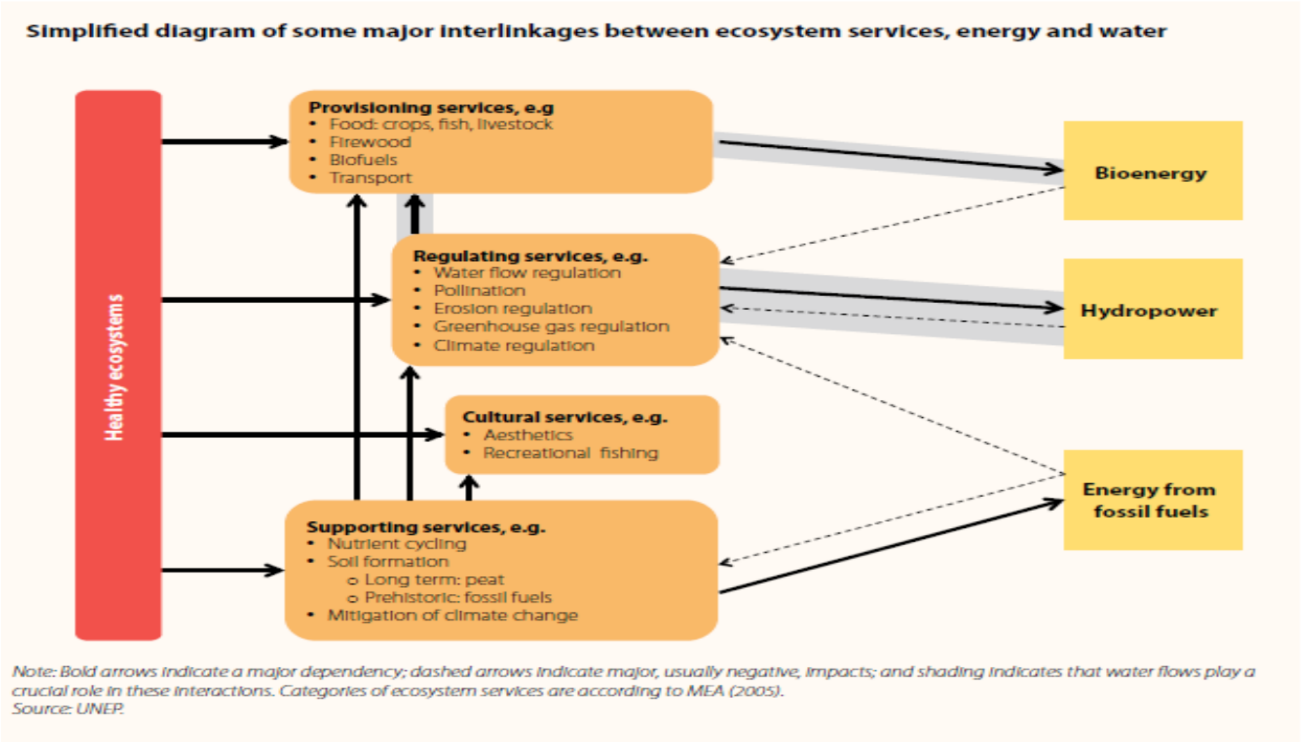 Simplified diagram of some major interlinkages between ecosystem services, energy and water
Healthy ecosystems
Provisioning services, e.g
• Food: crops, fish, livestock
• Firewood
• Biofuels
• Transport
Regulating services, e.g.
• Water flow regulation
• Pollination
• Erosion regulation
• Greenhouse gas regulation
• Climate regulation
Cultural services, e.g.
• Aesthetics
• Recreational fishing
Supporting services, e.g.
• Nutrient cycling
• Soil formation
o Long term: peat
o Prehistoric: fossil fuels
• Mitigation of climate change
Bioenergy
Hydropower
Energy from
fossil fuels
Note: Bold arrows indicate a major dependency; dashed arrows indicate major, usually negative, impacts; and shading indicates that water flows play a
crucial role in these interactions. Categories of ecosystem services are according to MEA (2005).
Source: UNEP.